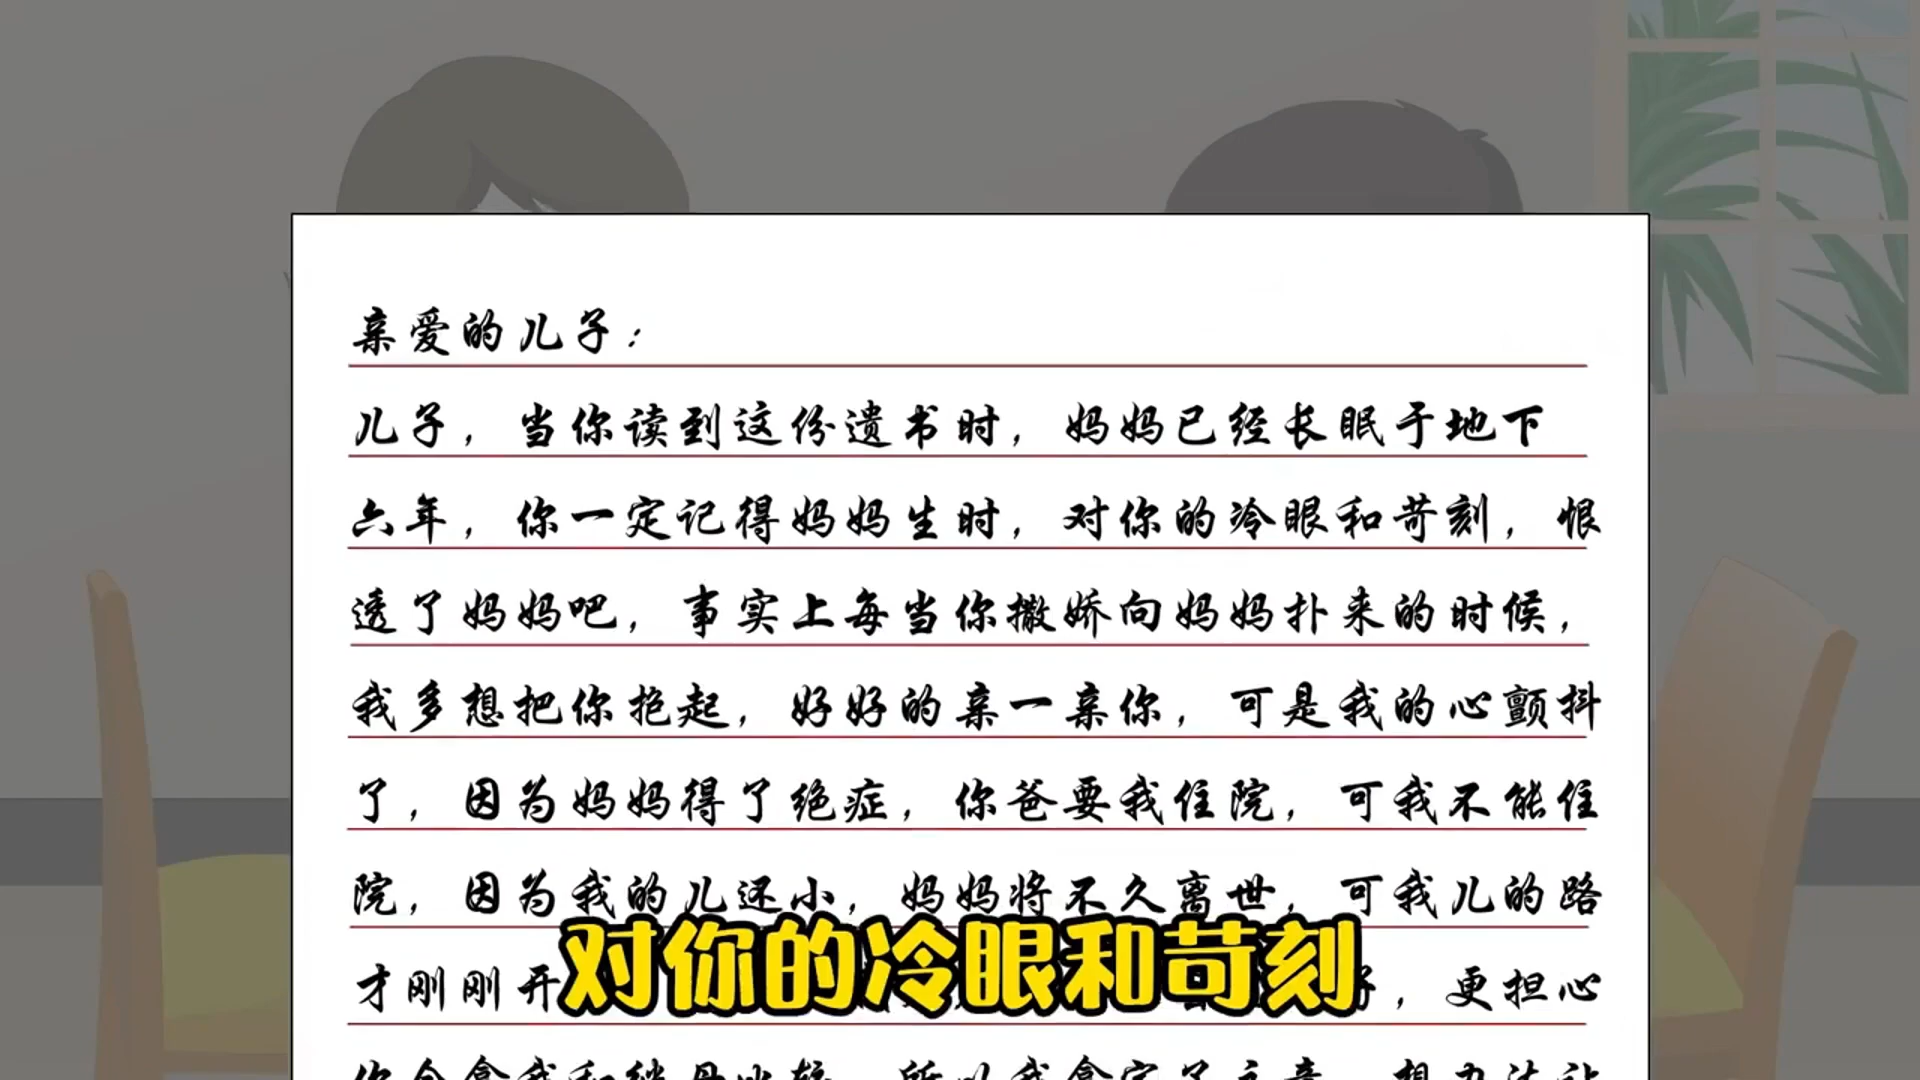 亲爱的儿子：
儿子，当你读到这份遗书时，妈妈已经长眠于地下
六年，你一定记得妈妈生时，对你的冷眼和苛刻，恨
透了妈妈吧，事实上每当你撒娇向妈妈扑来的时候，
我多想把你抱起，好好的亲一亲你，可是我的心颤抖
了，因为妈妈得了绝症，你爸要我住院，可我不能住
院，因为我的儿还小，妈妈将不久离世，可我儿的路
才刚刚开
，更担心
对你的冷眼和苛刻